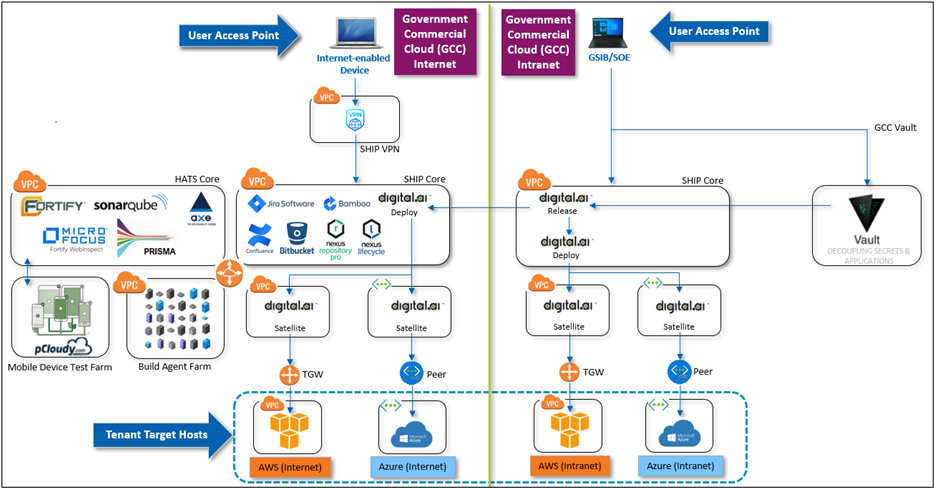 User Access Point
Internet-enabled
Device
Government
Commercial
Cloud (GCC)
Internet
Government
Commercial
Cloud (GCC)
Intranet
GSIB/SOE
User Access Point
VPC
VPN
SHIP VPN
GCC Vault
HATS Core
VPC
FORTIFY
sonarqube
axe
MICRO
FOCUS
Fortify WebInspect
PRISMA
VPC
SHIP Core
Jira Software
Bamboo
digital.ai
Deploy
Confluence
Bitbucket
nexus
repository
pro
nexus
lifecycle
VPC
SHIP Core
digital.ai
Release
digital.ai
Deploy
Vault
DECOUPLING SECRETS &
APPLICATIONS
pCloudy.com
Mobile Device Test Farm
VPC
Build Agent Farm
VPC
digital.ai
Satellite
digital.ai
Satellite
VPC
digital.ai
Satellite
digital.ai
Satellite
TGW
Peer
TGW
Peer
Tenant Target Hosts
VPC
AWS (Internet)
Microsoft
Azure
Azure (Internet)
VPC
AWS (Intranet)
Microsoft
Azure
Azure (Intranet)